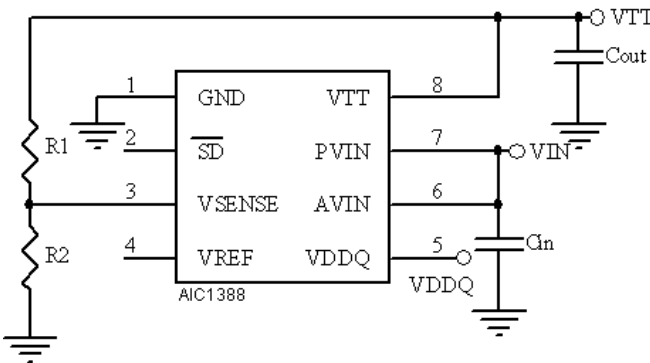 VTT
Cout
1
GND
VTT
8
R1
2
SD
PVIN
7
VIN
3
VSENSE
AVIN
6
R2
4
VREF
VDDQ
5
Cin
VDDQ
AIC1388